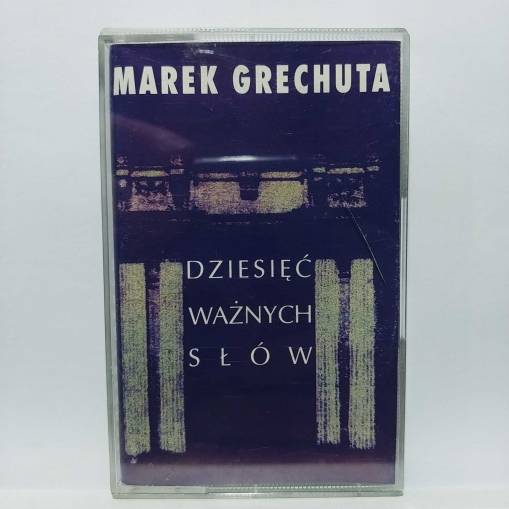 MAREK GRECHUTA
DZIESIĘĆ
WAŻNYCH
SŁÓW